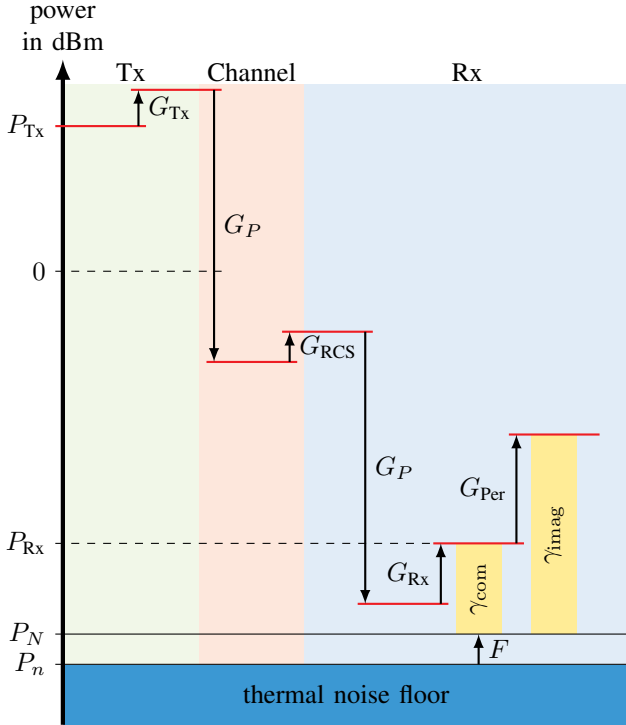 power
in dBm
Tx
Channel
Rx
G_Tx
P_Tx
G_P
0
G_RCS
G_P
G_Per
P_Rx
γ_imag
G_Rx
γ_com
P_N
F
P_n
thermal noise floor